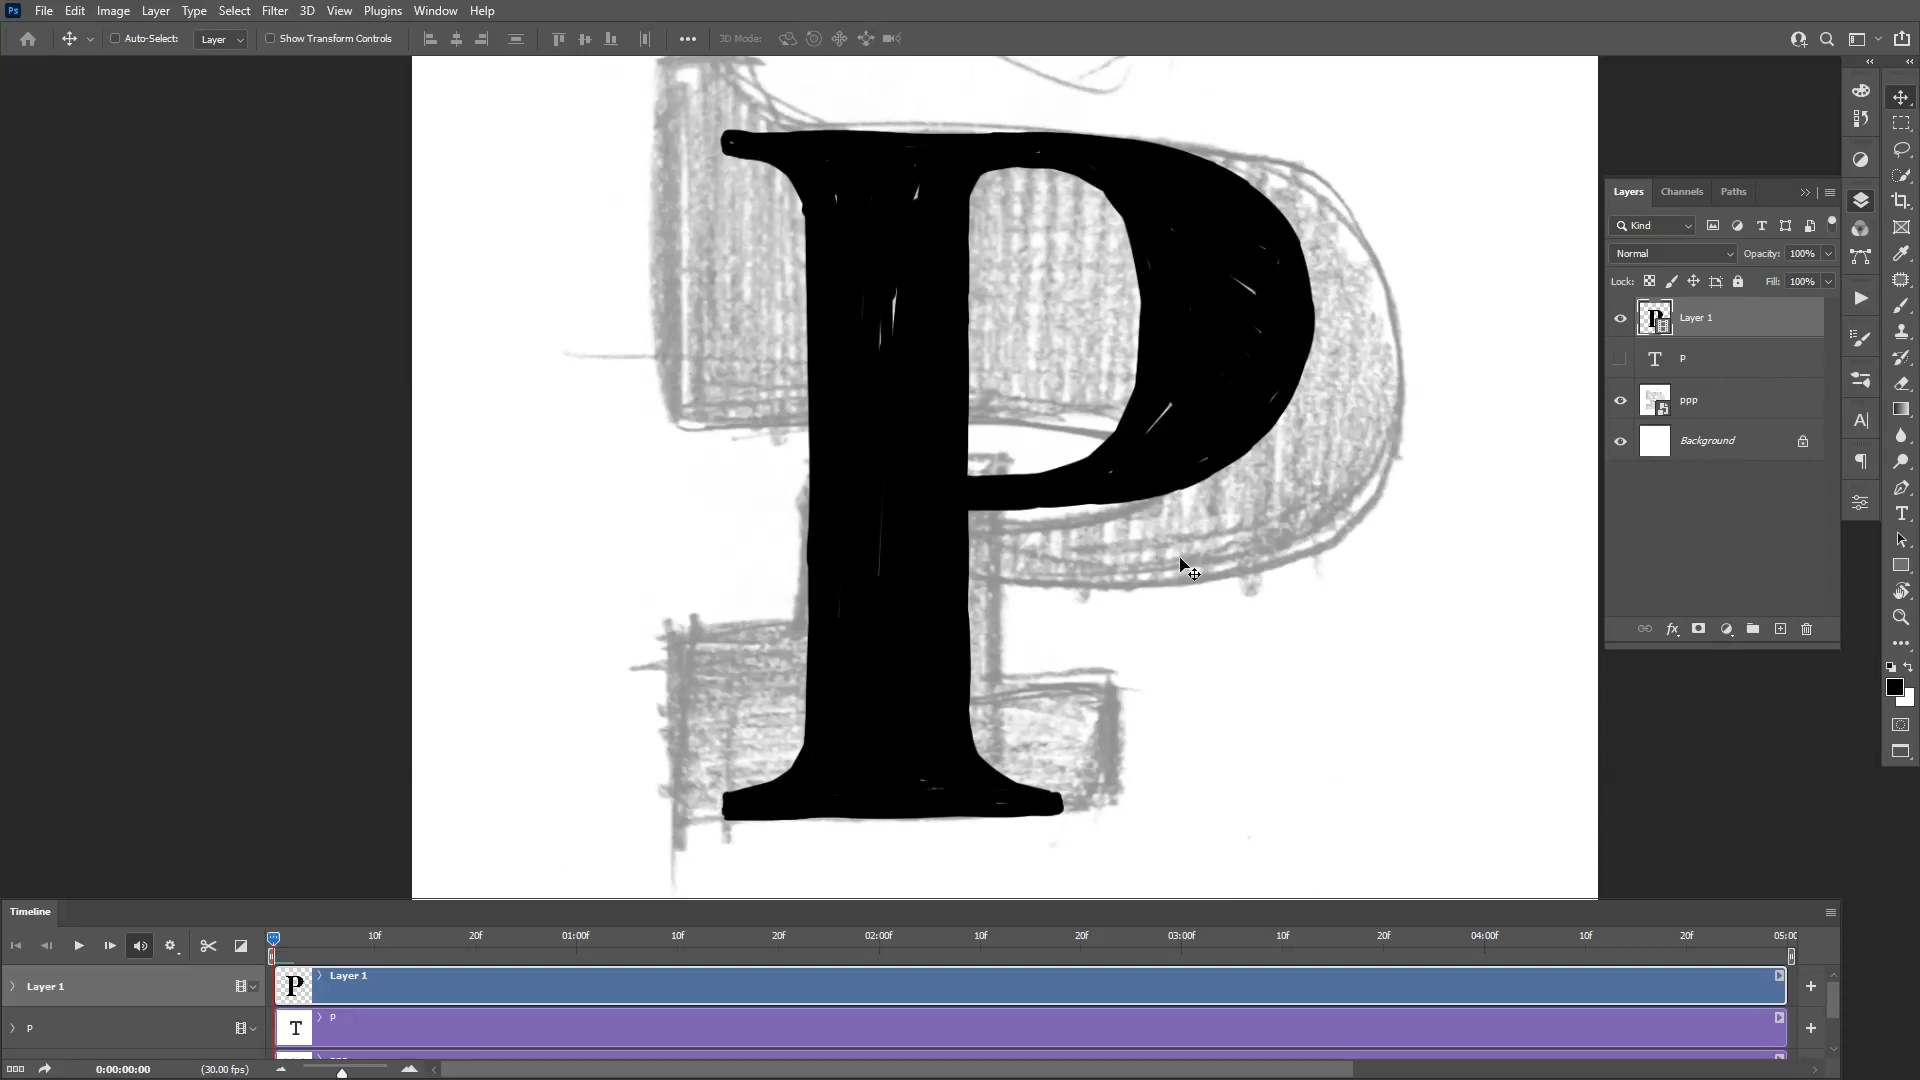 Ps File Edit Image Layer Type Select Filter 3D View Plugins Window Help
Auto-Select: Layer Show Transform Controls 3D Mode:
P
Layers Channels Paths
Kind
Normal Opacity: 100%
Lock: Fill: 100%
P Layer 1
T P
ppp
Background
fx
Timeline
10f 20f 01:00f 10f 20f 02:00f 10f 20f 03:00f 10f 20f 04:00f 10f 20f 05:00
Layer 1 P Layer 1
P T P
0:00:00:00 (30.00 fps)